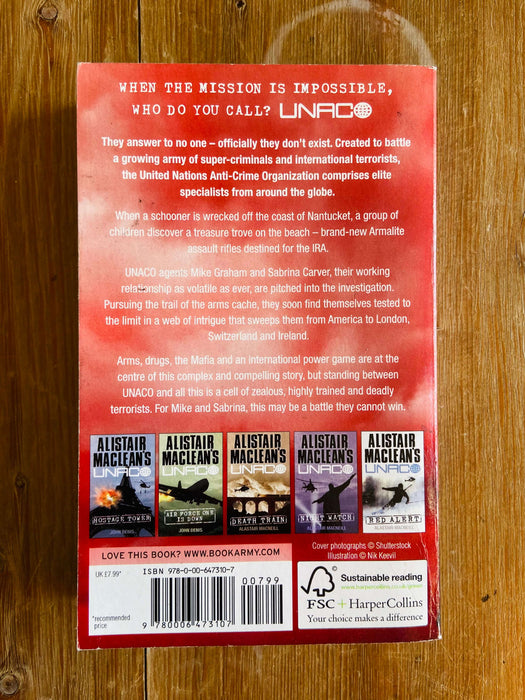 WHEN THE MISSION IS IMPOSSIBLE,
WHO DO YOU CALL? UNACO
They answer to no one – officially they don't exist. Created to battle
a growing army of super-criminals and international terrorists,
the United Nations Anti-Crime Organization comprises elite
specialists from around the globe.
When a schooner is wrecked off the coast of Nantucket, a group of
children discover a treasure trove on the beach – brand-new Armalite
assault rifles destined for the IRA.
UNACO agents Mike Graham and Sabrina Carver, their working
relationship as volatile as ever, are pitched into the investigation.
Pursuing the trail of the arms cache, they soon find themselves tested to
the limit in a web of intrigue that sweeps them from America to London,
Switzerland and Ireland.
Arms, drugs, the Mafia and an international power game are at the
centre of this complex and compelling story, but standing between
UNACO and all this is a cell of zealous, highly trained and deadly
terrorists. For Mike and Sabrina, this may be a battle they cannot win.
ALISTAIR
MACLEAN'S
UNACO
HOSTAGE TOWER
JOHN DENIS
ALISTAIR
MACLEAN'S
UNACO
AIR FORCE ONE
IS DOWN
JOHN DENIS
ALISTAIR
MACLEAN'S
UNACO
DEATH TRAIN
ALASTAIR MACNEILL
ALISTAIR
MACLEAN'S
UNACO
NIGHT WATCH
ALASTAIR MACNEILL
ALISTAIR
MACLEAN'S
UNACO
RED ALERT
ALASTAIR MACNEILL
LOVE THIS BOOK? WWW.BOOKARMY.COM
Cover photographs © Shutterstock
Illustration © Nik Keevil
UK £7.99*
*recommended
price
ISBN 978-0-00-647310-7
00799
9 780006 473107
FSC
Sustainable reading
www.harpercollins.co.uk/green
+ HarperCollins
Your choice makes a difference